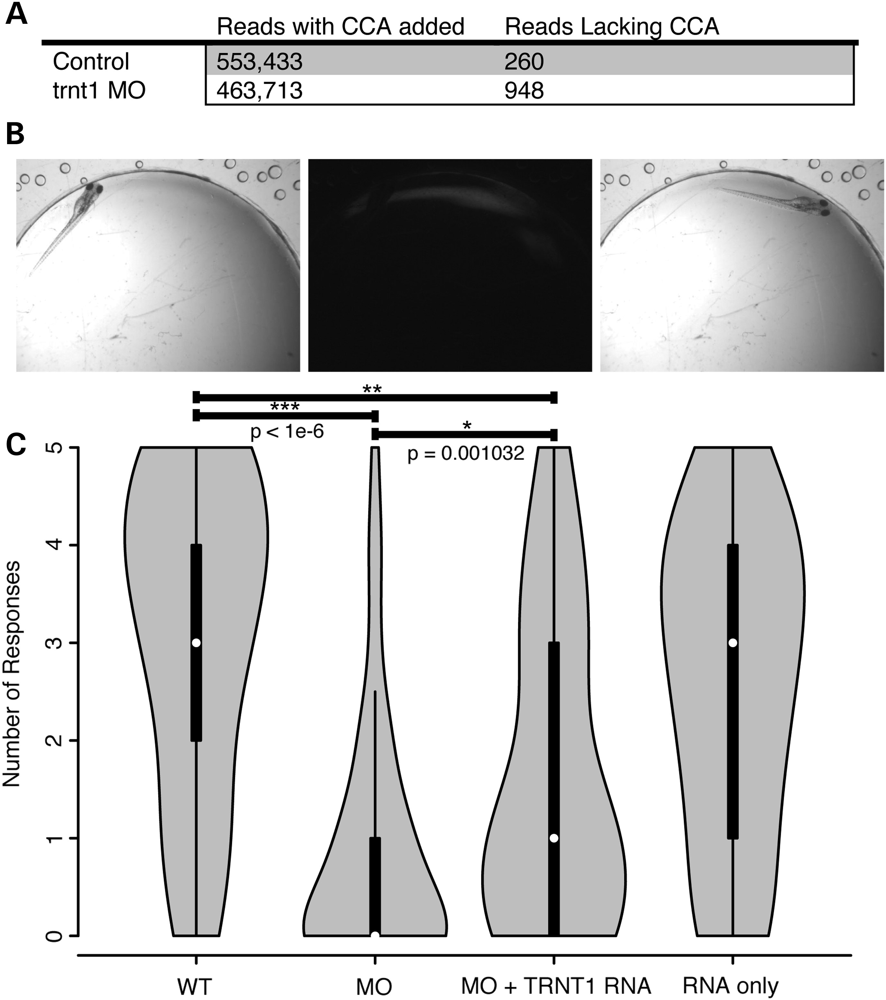 A
Reads with CCA added Reads Lacking CCA
Control 553,433 260
trnt1 MO 463,713 948
B
**
***
p < 1e-6
*
p = 0.001032
C
Number of Responses
5
4
3
2
1
0
WT MO MO + TRNT1 RNA RNA only